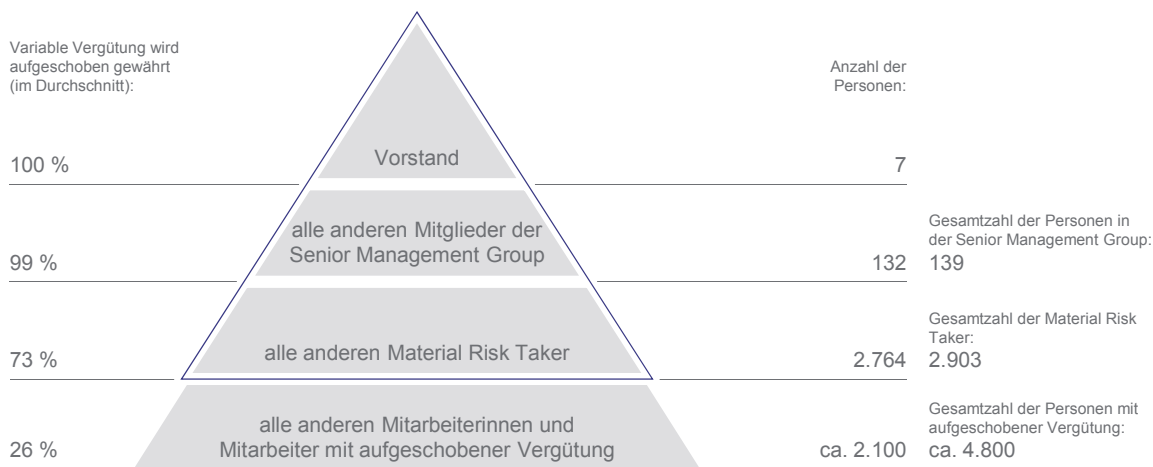 Variable Vergütung wird
aufgeschoben gewährt
(im Durchschnitt):
Anzahl der
Personen:
100 %
Vorstand
7
alle anderen Mitglieder der
Senior Management Group
99 %
132
Gesamtzahl der Personen in
der Senior Management Group:
139
alle anderen Material Risk Taker
73 %
2.764
Gesamtzahl der Material Risk
Taker:
2.903
alle anderen Mitarbeiterinnen und
Mitarbeiter mit aufgeschobener Vergütung
26 %
ca. 2.100
Gesamtzahl der Personen mit
aufgeschobener Vergütung:
ca. 4.800